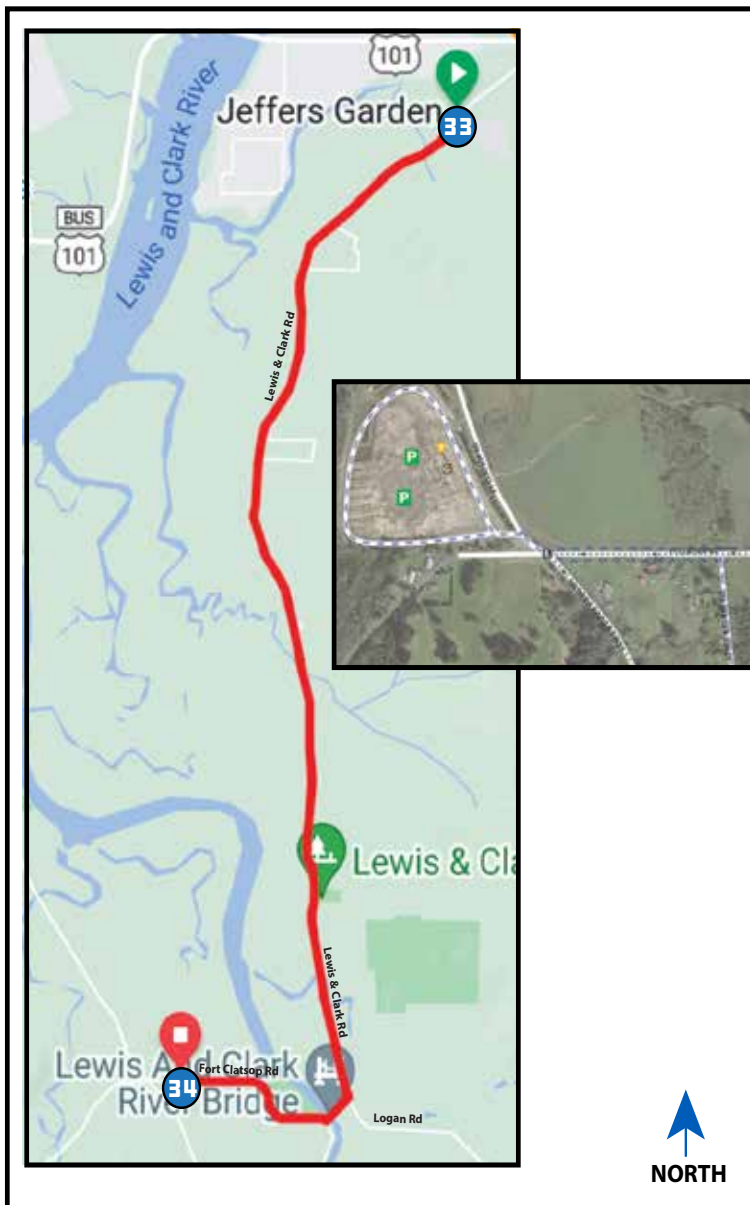 101
Jeffers Garden
33
Lewis and Clark River
BUS
101
Lewis & Clark Rd
P
P
Lewis & Cla
Lewis & Clark Rd
Lewis And Clark
River Bridge
Fort Clatsop Rd
34
Logan Rd
NORTH